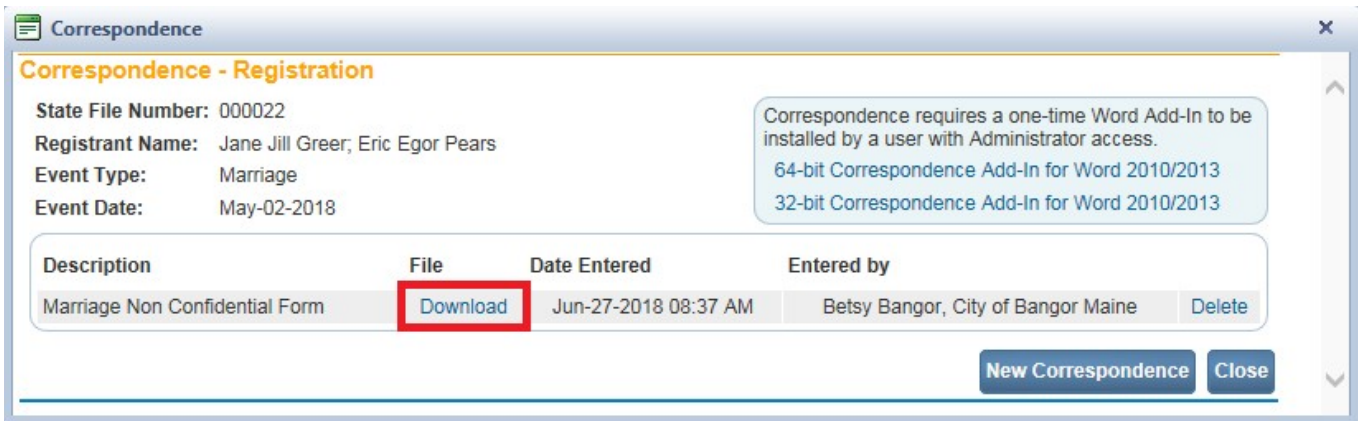 Correspondence
Correspondence - Registration
State File Number: 000022
Registrant Name: Jane Jill Greer; Eric Egor Pears
Event Type: Marriage
Event Date: May-02-2018
Correspondence requires a one-time Word Add-In to be
installed by a user with Administrator access.
64-bit Correspondence Add-In for Word 2010/2013
32-bit Correspondence Add-In for Word 2010/2013
Description File Date Entered Entered by
Marriage Non Confidential Form Download Jun-27-2018 08:37 AM Betsy Bangor, City of Bangor Maine Delete
New Correspondence Close